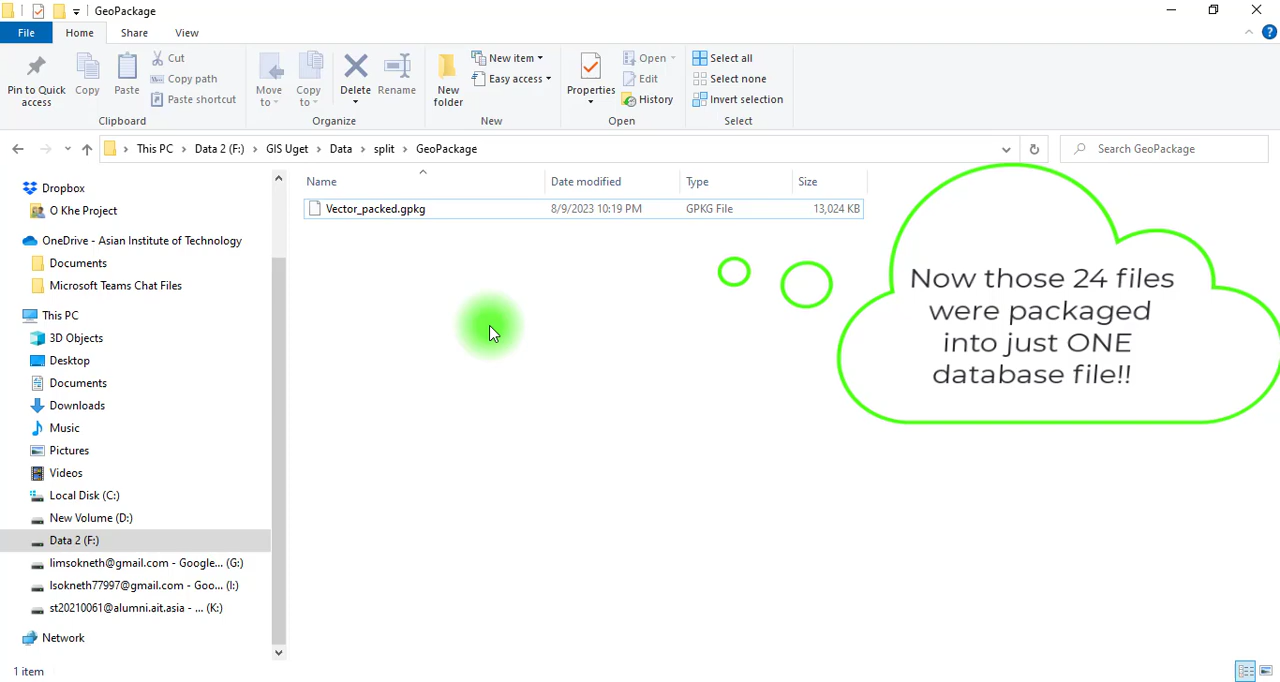 GeoPackage
File
Home
Share
View
Pin to Quick access
Copy
Paste
Cut
Copy path
Paste shortcut
Clipboard
Move to
Copy to
Delete
Rename
Organize
New folder
New item
Easy access
New
Properties
Open
Edit
History
Open
Select all
Select none
Invert selection
Select
This PC > Data 2 (F:) > GIS Uget > Data > split > GeoPackage
Search GeoPackage
Name Date modified Type Size
Vector_packed.gpkg 8/9/2023 10:19 PM GPKG File 13,024 KB
Dropbox
O Khe Project
OneDrive - Asian Institute of Technology
Documents
Microsoft Teams Chat Files
This PC
3D Objects
Desktop
Documents
Downloads
Music
Pictures
Videos
Local Disk (C:)
New Volume (D:)
Data 2 (F:)
limsokneth@gmail.com - Google... (G:)
lsokneth77997@gmail.com - Goo... (I:)
st20210061@alumni.ait.asia - ... (K:)
Network
Now those 24 files
were packaged
into just ONE
database file!!
1 item